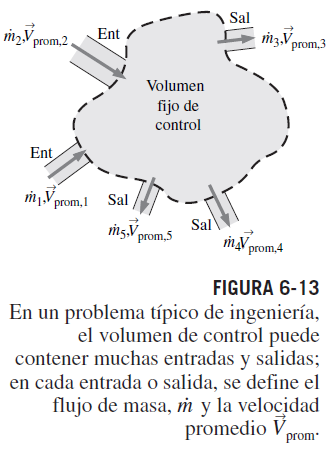 ṁ₂,V⃗prom,2
Ent
Sal
ṁ₃,V⃗prom,3
Volumen
fijo de
control
Ent
ṁ₁,V⃗prom,1
Sal
ṁ₅,V⃗prom,5
Sal
ṁ₄,V⃗prom,4
FIGURA 6-13
En un problema típico de ingeniería,
el volumen de control puede
contener muchas entradas y salidas;
en cada entrada o salida, se define el
flujo de masa, ṁ y la velocidad
promedio V⃗prom.